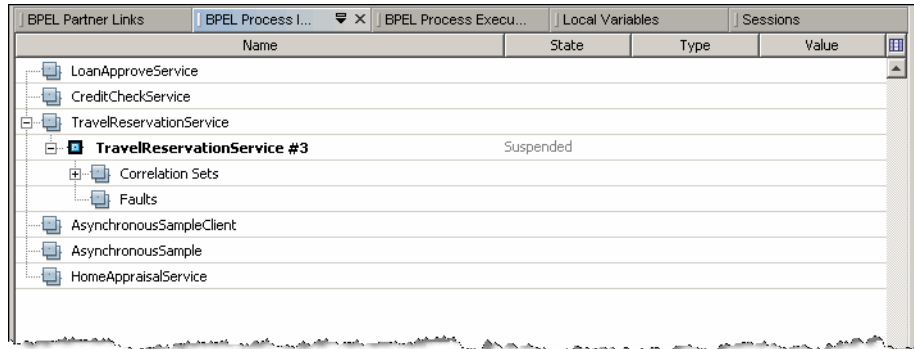 BPEL Partner Links BPEL Process I... BPEL Process Execu... Local Variables Sessions
Name State Type Value
LoanApproveService
CreditCheckService
TravelReservationService
TravelReservationService #3 Suspended
Correlation Sets
Faults
AsynchronousSampleClient
AsynchronousSample
HomeAppraisalService